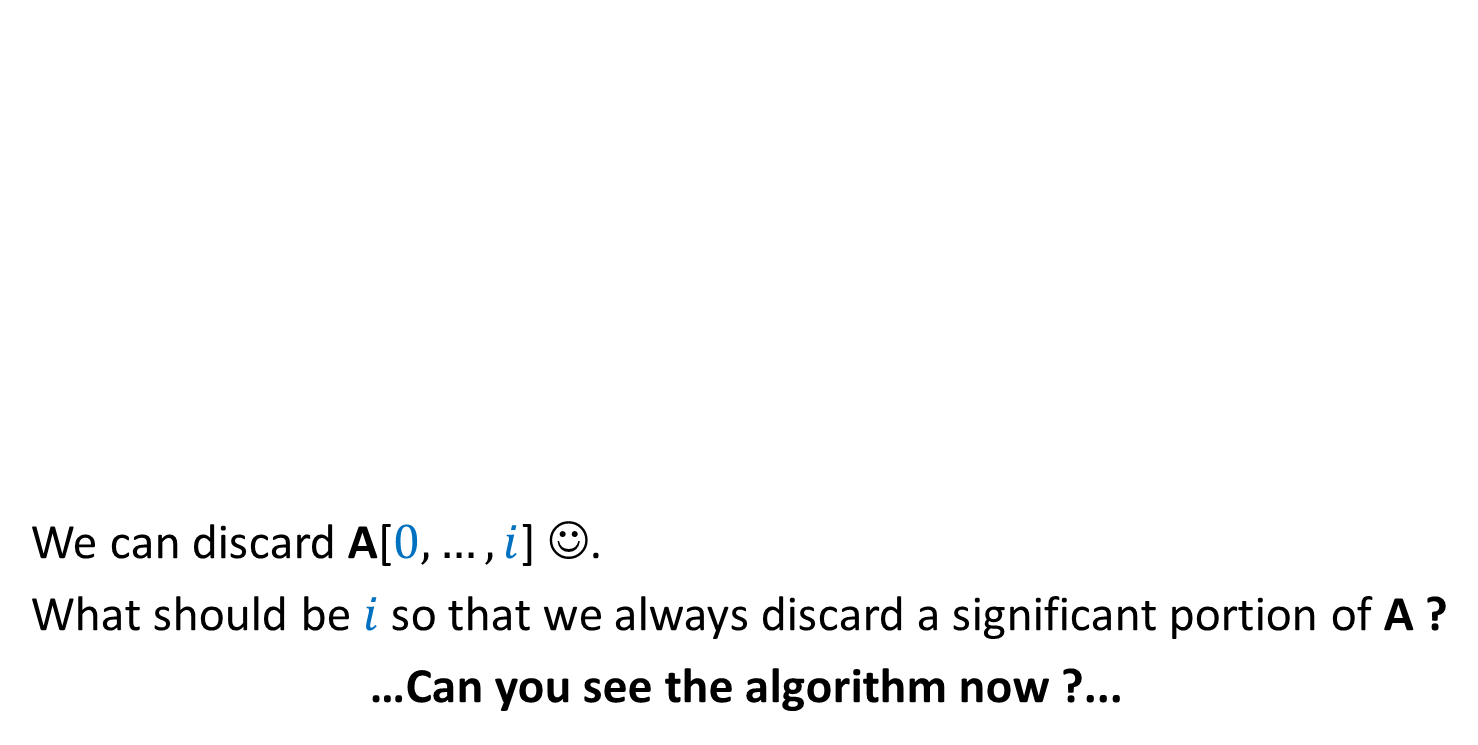 We can discard A[0, … , i] ☺.
What should be i so that we always discard a significant portion of A ?
…Can you see the algorithm now ?...